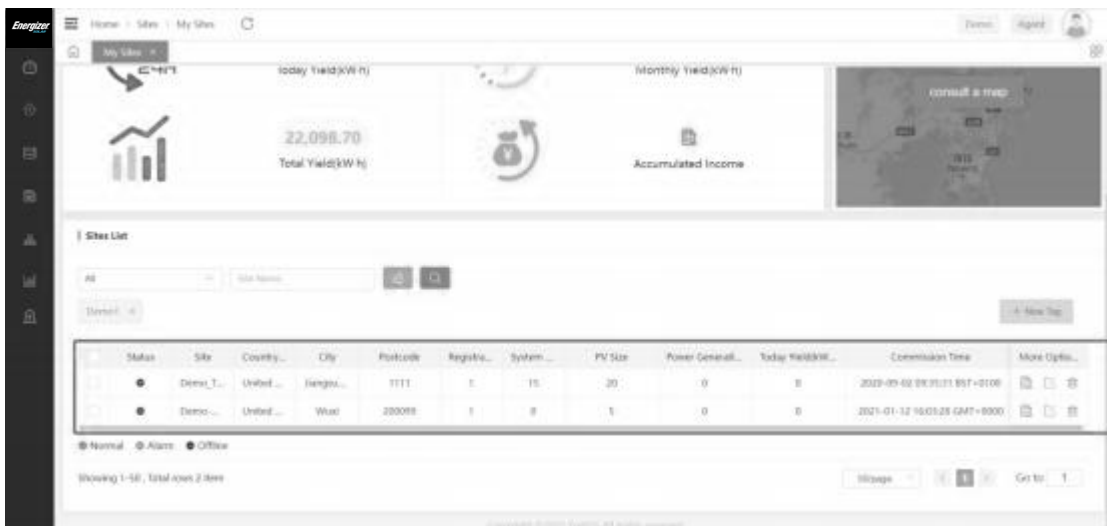 Energizer
SOLAR
Home / Sites / My Sites
Demo
Agent
My Sites ×
24H
Today Yield(kW·h)
Monthly Yield(kW·h)
consult a map
22,098.70
Total Yield(kW·h)
Accumulated Income
Sites List
All
Site Name
Demo1 ×
+ New Tag
Status Site Country... City Postcode Registra... System ... PV Size Power Generati... Today Yield(kW... Commission Time More Optio...
Demo_T... United ... Jiangsu... 1111 1 15 20 0 0 2020-09-02 09:35:31 BST+0100
Demo-... United ... Wuxi 200099 1 8 5 0 0 2021-01-12 16:03:28 GMT+0000
Normal Alarm Offline
Showing 1-50 , Total rows 2 item
50/page
1
Go to 1